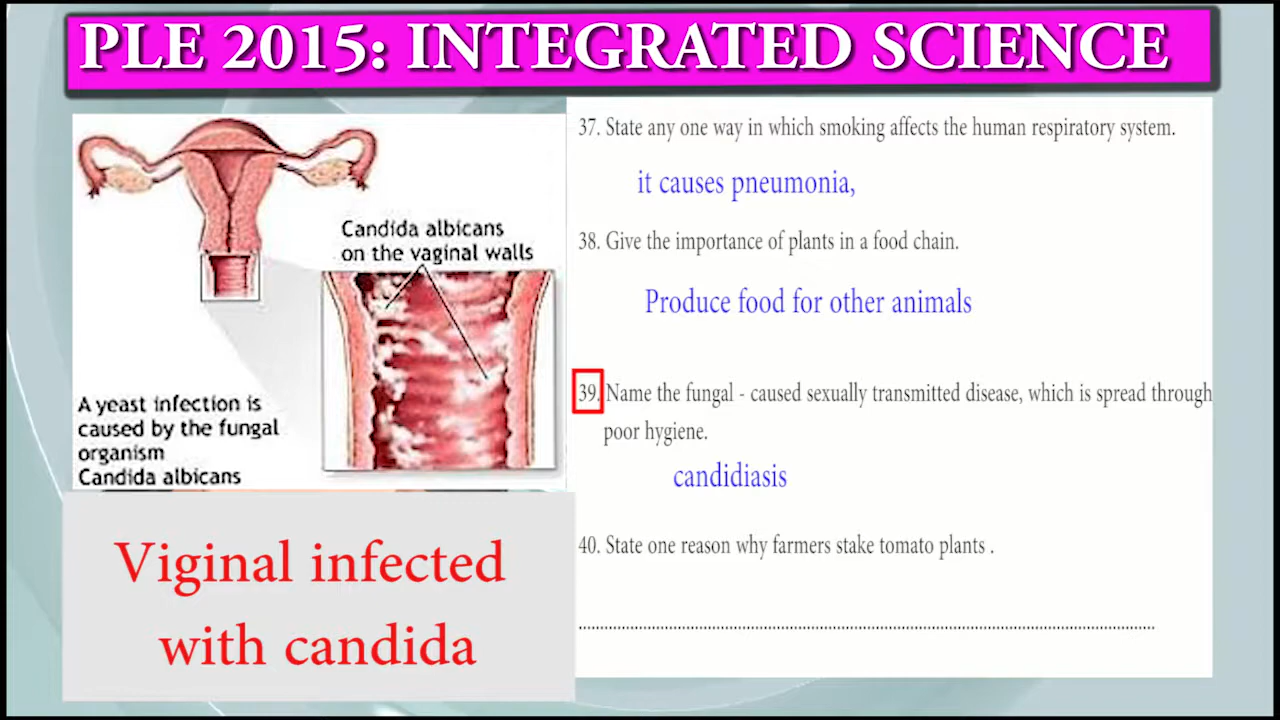 PLE 2015: INTEGRATED SCIENCE
Candida albicans
on the vaginal walls
A yeast infection is
caused by the fungal
organism
Candida albicans
Viginal infected
with candida
37. State any one way in which smoking affects the human respiratory system.
it causes pneumonia,
38. Give the importance of plants in a food chain.
Produce food for other animals
39. Name the fungal - caused sexually transmitted disease, which is spread through
poor hygiene.
candidiasis
40. State one reason why farmers stake tomato plants .